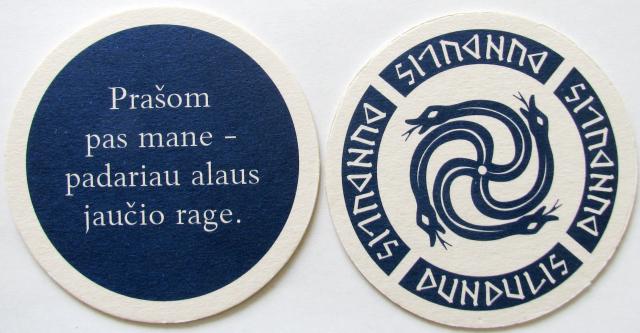 Prašom
pas mane –
padariau alaus
jaučio rage.
DUNDULIS
DUNDULIS
DUNDULIS
DUNDULIS